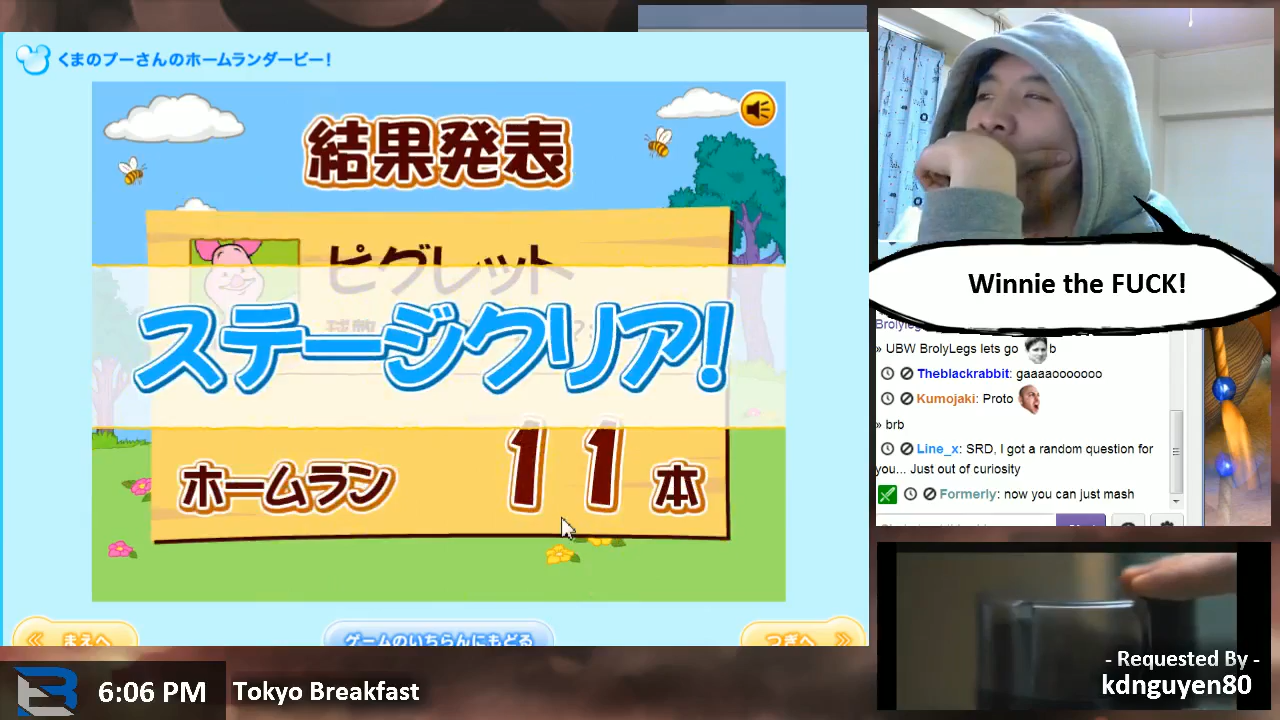 くまのプーさんのホームランダービー!
結果発表
ピグレット
ステージクリア!
ホームラン 11本
まえへ
ゲームのいちらんにもどる
つぎへ
Winnie the FUCK!
» UBW BrolyLegs lets go b
Theblackrabbit: gaaaaooooooo
Kumojaki: Proto
» brb
Line_x: SRD, I got a random question for
you... Just out of curiosity
Formerly: now you can just mash
- Requested By -
kdnguyen80
6:06 PM Tokyo Breakfast